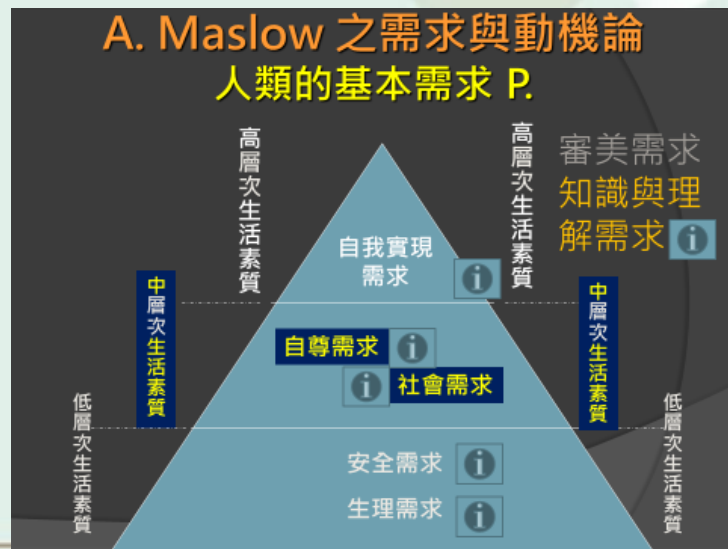 A. Maslow 之需求與動機論
人類的基本需求 P.
高層次生活素質
高層次生活素質
審美需求
知識與理
解需求
自我實現
需求
中層次生活素質
中層次生活素質
自尊需求
社會需求
低層次生活素質
低層次生活素質
安全需求
生理需求